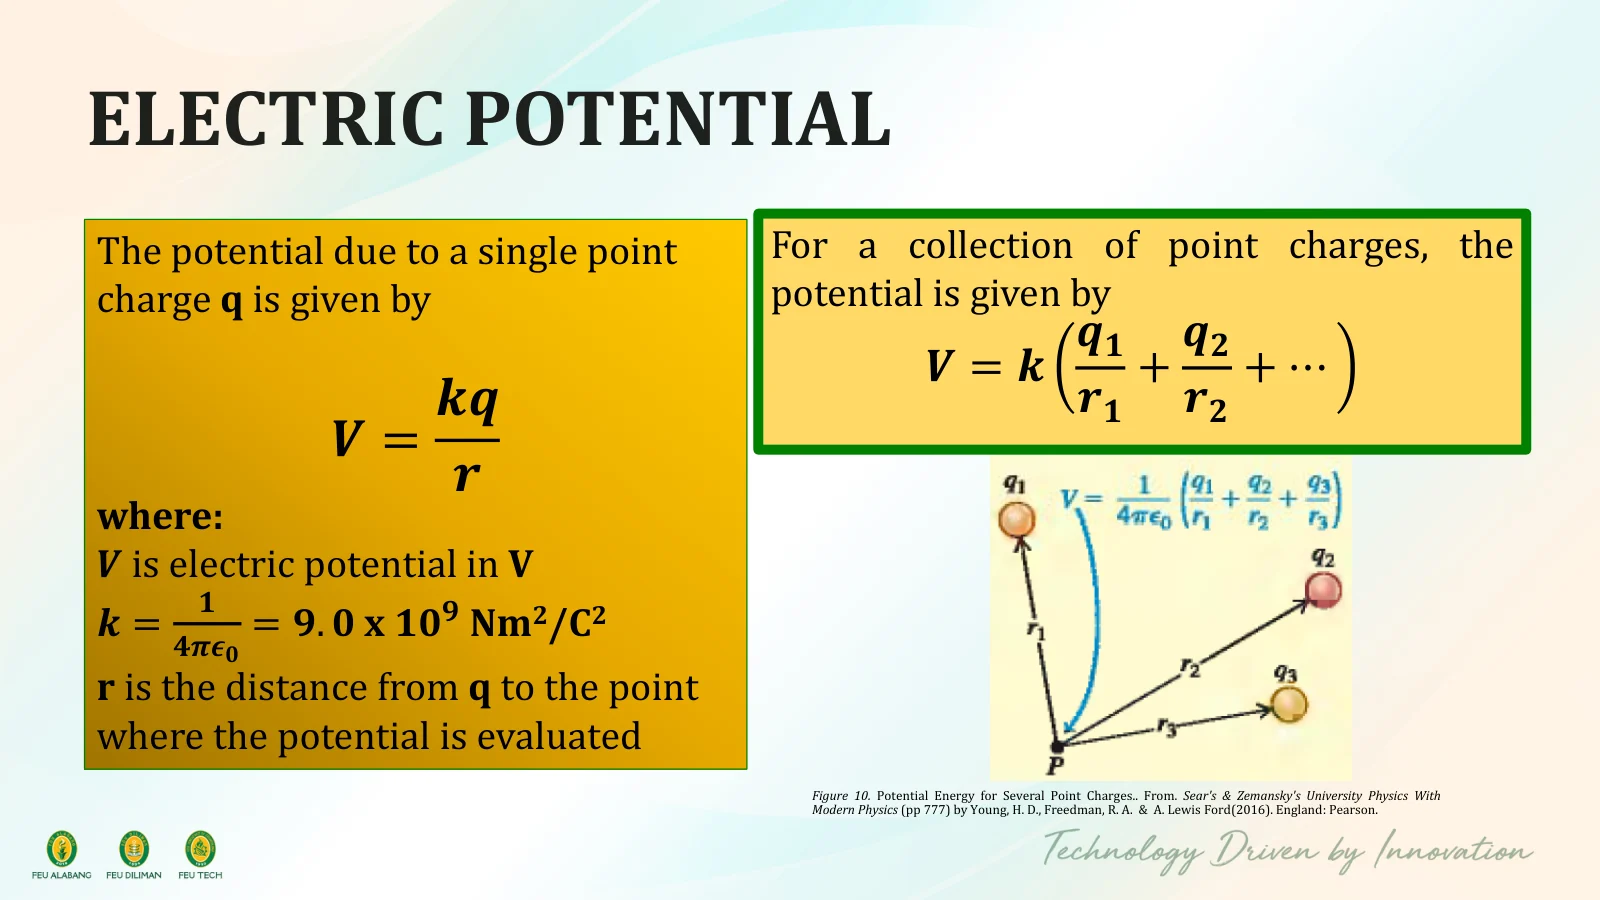 ELECTRIC POTENTIAL
The potential due to a single point
charge q is given by
V = kq/r
where:
V is electric potential in V
k = 1/4πϵ₀ = 9.0 x 10⁹ Nm²/C²
r is the distance from q to the point
where the potential is evaluated
For a collection of point charges, the
potential is given by
V = k(q₁/r₁ + q₂/r₂ + ⋯)
q₁
V = 1/4πϵ₀ (q₁/r₁ + q₂/r₂ + q₃/r₃)
q₂
r₁
r₂
q₃
r₃
P
Figure 10. Potential Energy for Several Point Charges.. From. Sear's & Zemansky's University Physics With
Modern Physics (pp 777) by Young, H. D., Freedman, R. A. & A. Lewis Ford(2016). England: Pearson.
FEU ALABANG FEU DILIMAN FEU TECH
Technology Driven by Innovation